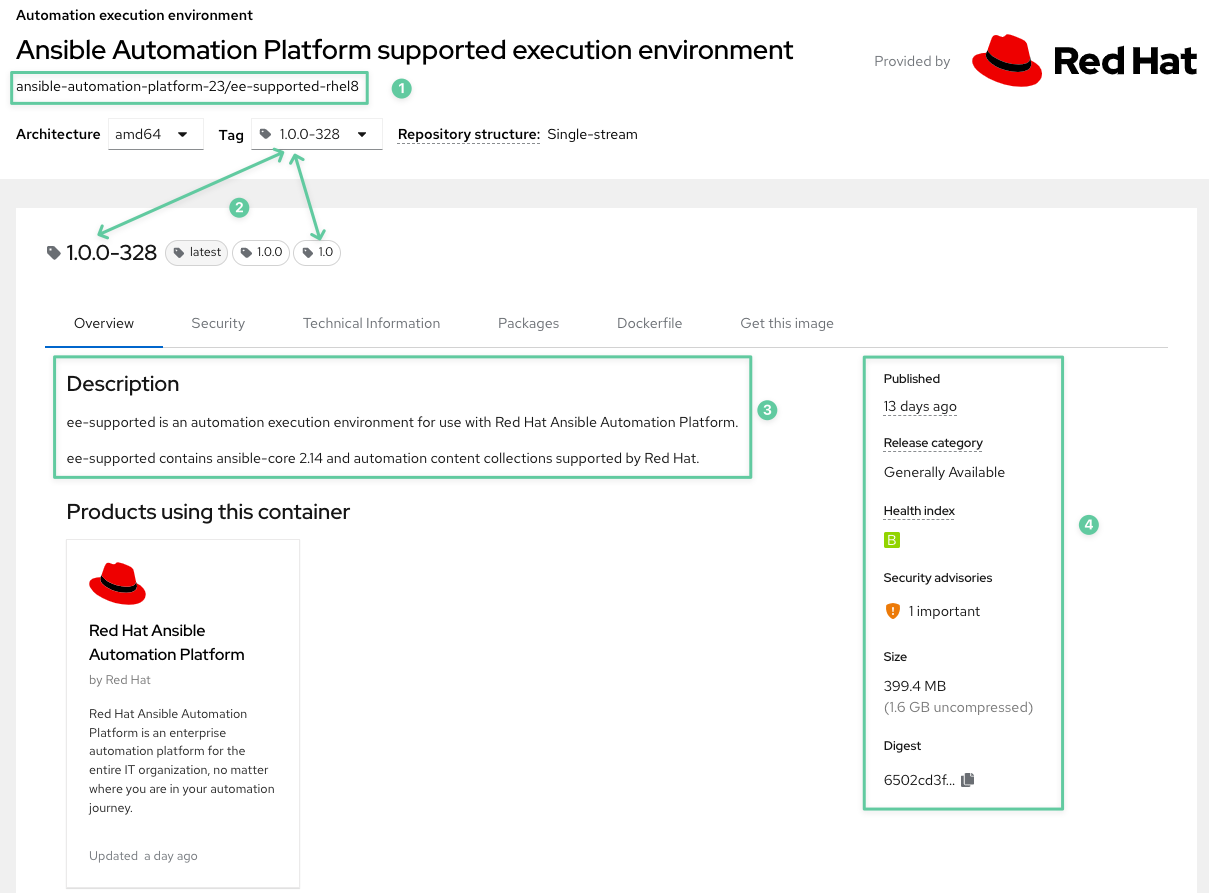 Automation execution environment
Ansible Automation Platform supported execution environment
Provided by
Red Hat
ansible-automation-platform-23/ee-supported-rhel8
1
Architecture amd64 Tag 1.0.0-328 Repository structure: Single-stream
2
1.0.0-328 latest 1.0.0 1.0
Overview Security Technical Information Packages Dockerfile Get this image
Description
ee-supported is an automation execution environment for use with Red Hat Ansible Automation Platform.
ee-supported contains ansible-core 2.14 and automation content collections supported by Red Hat.
3
Products using this container
Red Hat Ansible
Automation Platform
by Red Hat
Red Hat Ansible Automation
Platform is an enterprise
automation platform for the
entire IT organization, no matter
where you are in your automation
journey.
Updated a day ago
Published
13 days ago
Release category
Generally Available
Health index
B
Security advisories
1 important
Size
399.4 MB
(1.6 GB uncompressed)
Digest
6502cd3f...
4